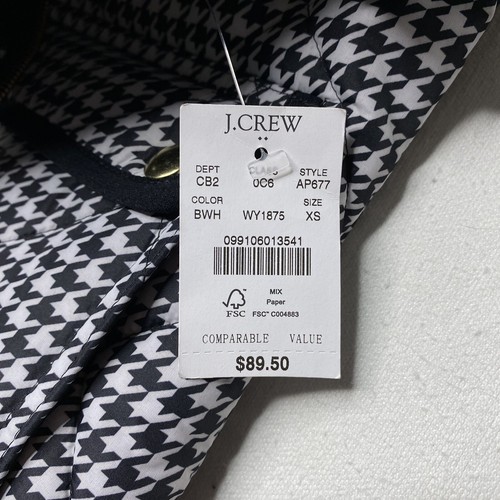 J.CREW
DEPT STYLE
CB2 0C6 AP677
COLOR SIZE
BWH WY1875 XS
099106013541
MIX
Paper
FSC FSC™ C004883
COMPARABLE VALUE
$89.50